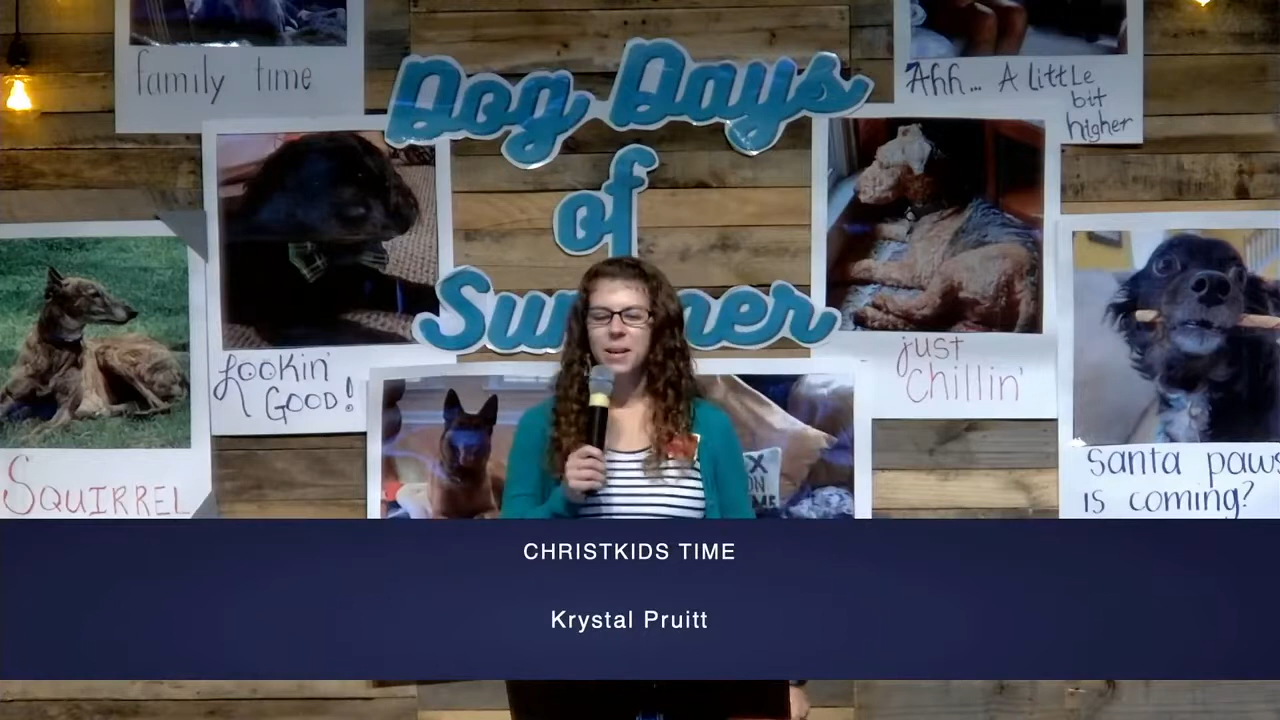 family time
Ahh... A little
bit
higher
Dog Days
of
Summer
Lookin'
GOOD!
just
chillin'
SQUIRREL
Santa paws
is coming?
CHRISTKIDS TIME
Krystal Pruitt